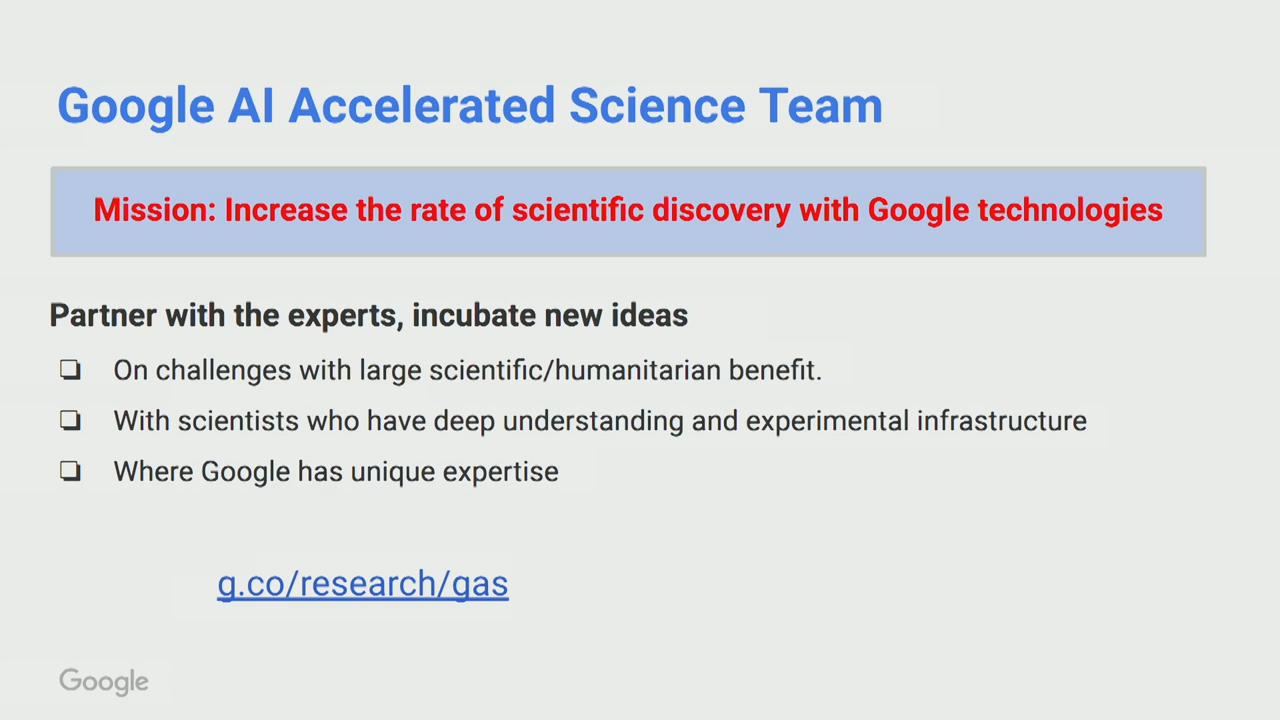 Google AI Accelerated Science Team
Mission: Increase the rate of scientific discovery with Google technologies
Partner with the experts, incubate new ideas
❏ On challenges with large scientific/humanitarian benefit.
❏ With scientists who have deep understanding and experimental infrastructure
❏ Where Google has unique expertise
g.co/research/gas
Google